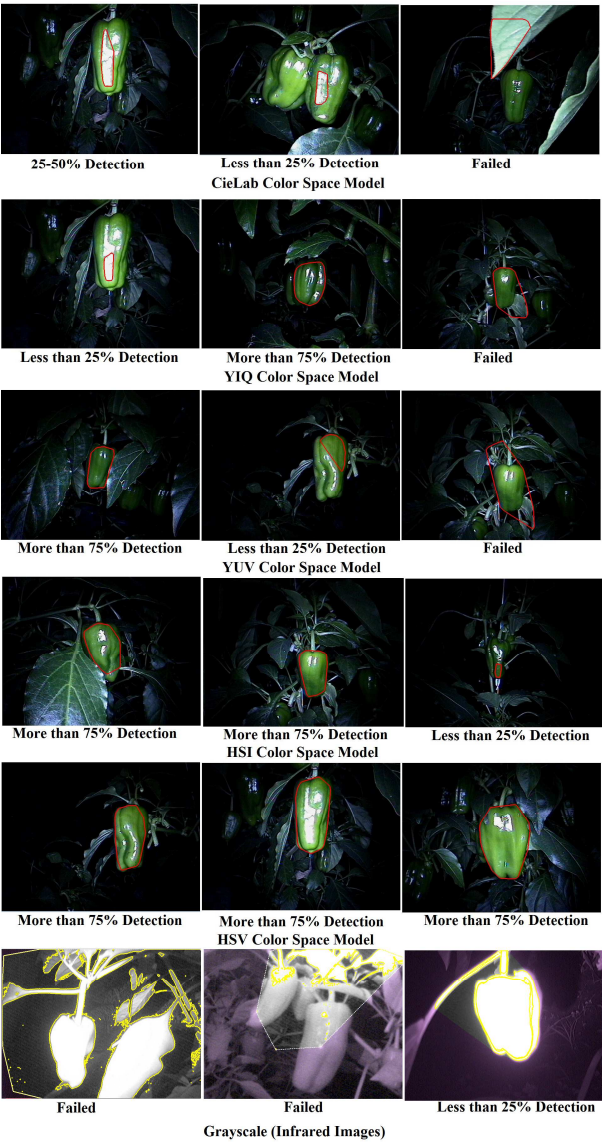 25-50% Detection
Less than 25% Detection
Failed
CieLab Color Space Model
Less than 25% Detection
More than 75% Detection
Failed
YIQ Color Space Model
More than 75% Detection
Less than 25% Detection
Failed
YUV Color Space Model
More than 75% Detection
More than 75% Detection
Less than 25% Detection
HSI Color Space Model
More than 75% Detection
More than 75% Detection
More than 75% Detection
HSV Color Space Model
Failed
Failed
Less than 25% Detection
Grayscale (Infrared Images)